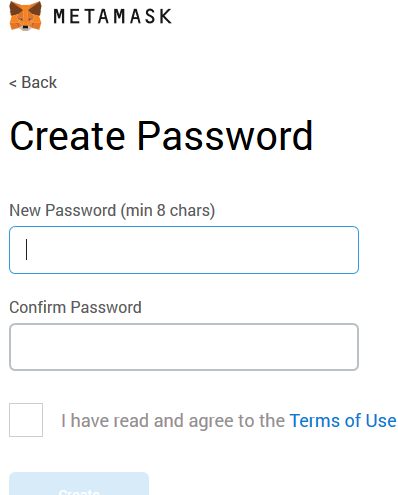 METAMASK
< Back
Create Password
New Password (min 8 chars)
Confirm Password
I have read and agree to the Terms of Use
Create